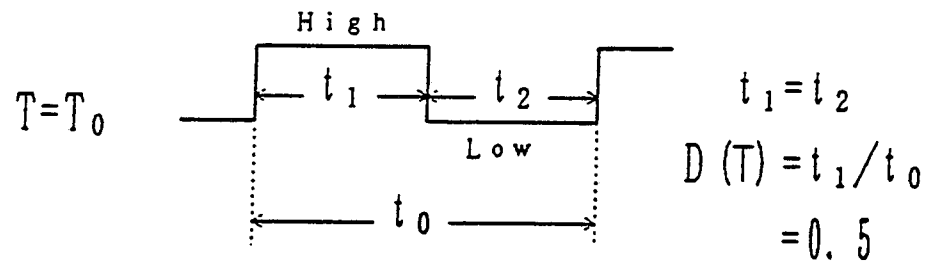 High
T=T₀
t₁
t₂
t₁=t₂
Low
D (T) =t₁/t₀
t₀
=0. 5